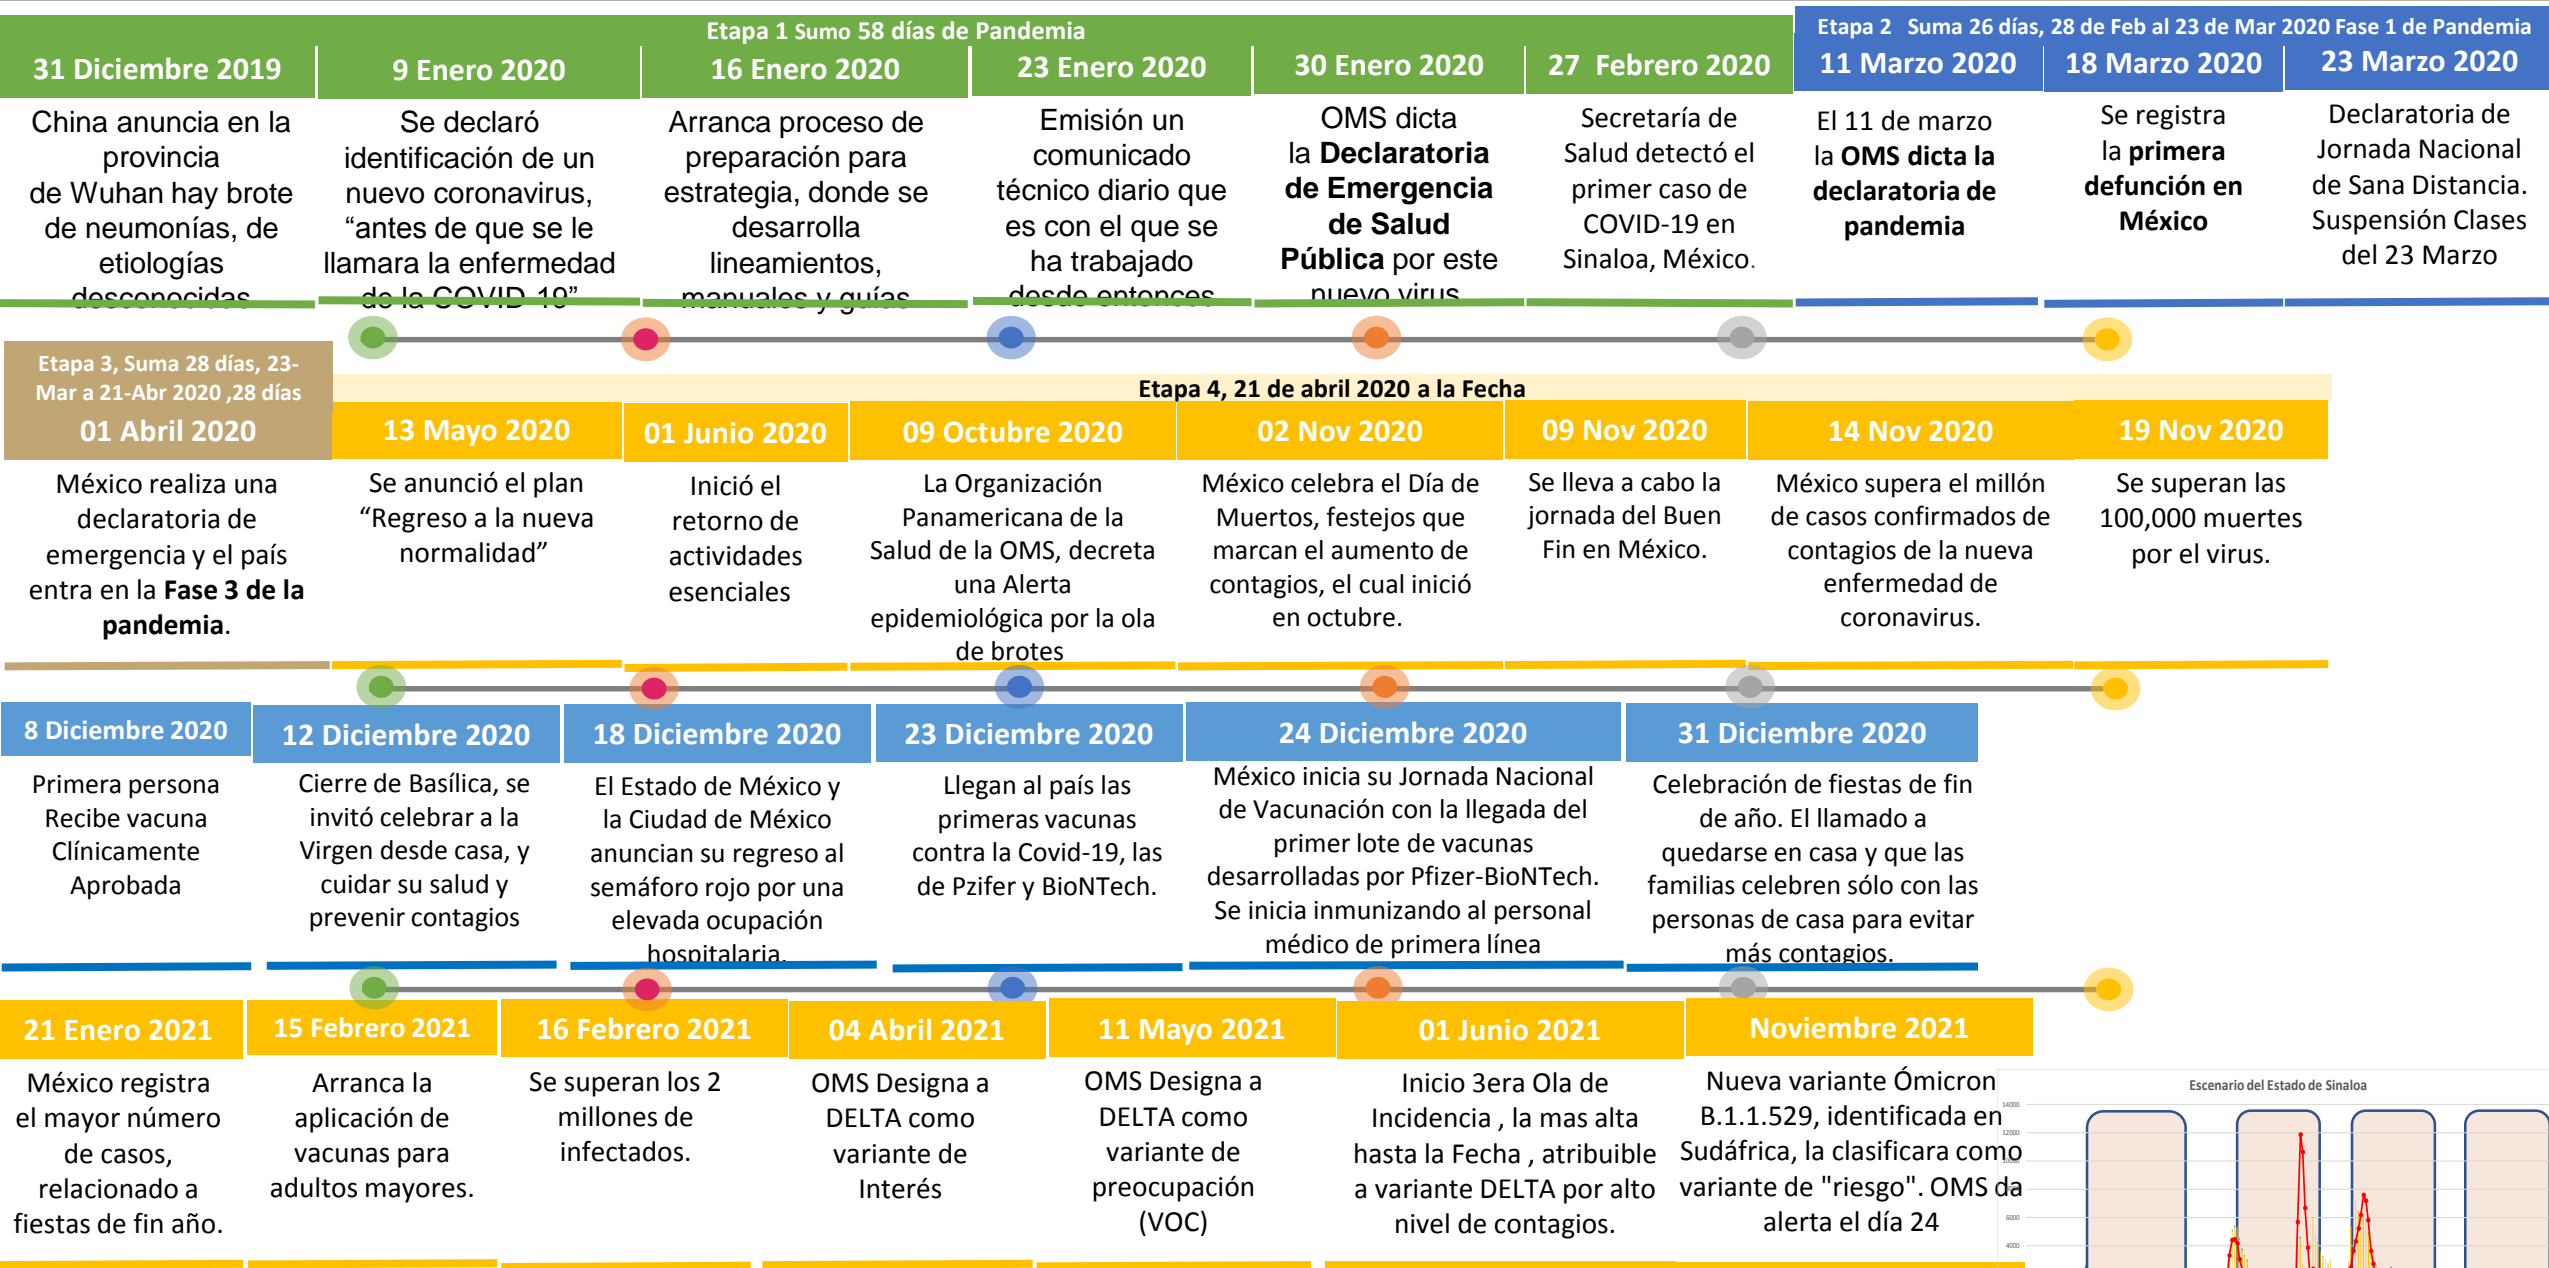 Etapa 1 Sumo 58 días de Pandemia
Etapa 2 Suma 26 días, 28 de Feb al 23 de Mar 2020 Fase 1 de Pandemia
31 Diciembre 2019
China anuncia en la
provincia
de Wuhan hay brote
de neumonías, de
etiologías
desconocidas
9 Enero 2020
Se declaró
identificación de un
nuevo coronavirus,
“antes de que se le
llamara la enfermedad
de la COVID-19”
16 Enero 2020
Arranca proceso de
preparación para
estrategia, donde se
desarrolla
lineamientos,
manuales y guías
23 Enero 2020
Emisión un
comunicado
técnico diario que
es con el que se
ha trabajado
desde entonces
30 Enero 2020
OMS dicta
la Declaratoria
de Emergencia
de Salud
Pública por este
nuevo virus
27 Febrero 2020
Secretaría de
Salud detectó el
primer caso de
COVID-19 en
Sinaloa, México.
11 Marzo 2020
El 11 de marzo
la OMS dicta la
declaratoria de
pandemia
18 Marzo 2020
Se registra
la primera
defunción en
México
23 Marzo 2020
Declaratoria de
Jornada Nacional
de Sana Distancia.
Suspensión Clases
del 23 Marzo
Etapa 3, Suma 28 días, 23-
Mar a 21-Abr 2020 ,28 días
Etapa 4, 21 de abril 2020 a la Fecha
01 Abril 2020
México realiza una
declaratoria de
emergencia y el país
entra en la Fase 3 de la
pandemia.
13 Mayo 2020
Se anunció el plan
“Regreso a la nueva
normalidad”
01 Junio 2020
Inició el
retorno de
actividades
esenciales
09 Octubre 2020
La Organización
Panamericana de la
Salud de la OMS, decreta
una Alerta
epidemiológica por la ola
de brotes
02 Nov 2020
México celebra el Día de
Muertos, festejos que
marcan el aumento de
contagios, el cual inició
en octubre.
09 Nov 2020
Se lleva a cabo la
jornada del Buen
Fin en México.
14 Nov 2020
México supera el millón
de casos confirmados de
contagios de la nueva
enfermedad de
coronavirus.
19 Nov 2020
Se superan las
100,000 muertes
por el virus.
8 Diciembre 2020
Primera persona
Recibe vacuna
Clínicamente
Aprobada
12 Diciembre 2020
Cierre de Basílica, se
invitó celebrar a la
Virgen desde casa, y
cuidar su salud y
prevenir contagios
18 Diciembre 2020
El Estado de México y
la Ciudad de México
anuncian su regreso al
semáforo rojo por una
elevada ocupación
hospitalaria.
23 Diciembre 2020
Llegan al país las
primeras vacunas
contra la Covid-19, las
de Pzifer y BioNTech.
24 Diciembre 2020
México inicia su Jornada Nacional
de Vacunación con la llegada del
primer lote de vacunas
desarrolladas por Pfizer-BioNTech.
Se inicia inmunizando al personal
médico de primera línea
31 Diciembre 2020
Celebración de fiestas de fin
de año. El llamado a
quedarse en casa y que las
familias celebren sólo con las
personas de casa para evitar
más contagios.
21 Enero 2021
México registra
el mayor número
de casos,
relacionado a
fiestas de fin año.
15 Febrero 2021
Arranca la
aplicación de
vacunas para
adultos mayores.
16 Febrero 2021
Se superan los 2
millones de
infectados.
04 Abril 2021
OMS Designa a
DELTA como
variante de
Interés
11 Mayo 2021
OMS Designa a
DELTA como
variante de
preocupación
(VOC)
01 Junio 2021
Inicio 3era Ola de
Incidencia , la mas alta
hasta la Fecha , atribuible
a variante DELTA por alto
nivel de contagios.
Noviembre 2021
Nueva variante Ómicron
B.1.1.529, identificada en
Sudáfrica, la clasificara como
variante de "riesgo". OMS da
alerta el día 24
Escenario del Estado de Sinaloa
14000
12000
6000
4000